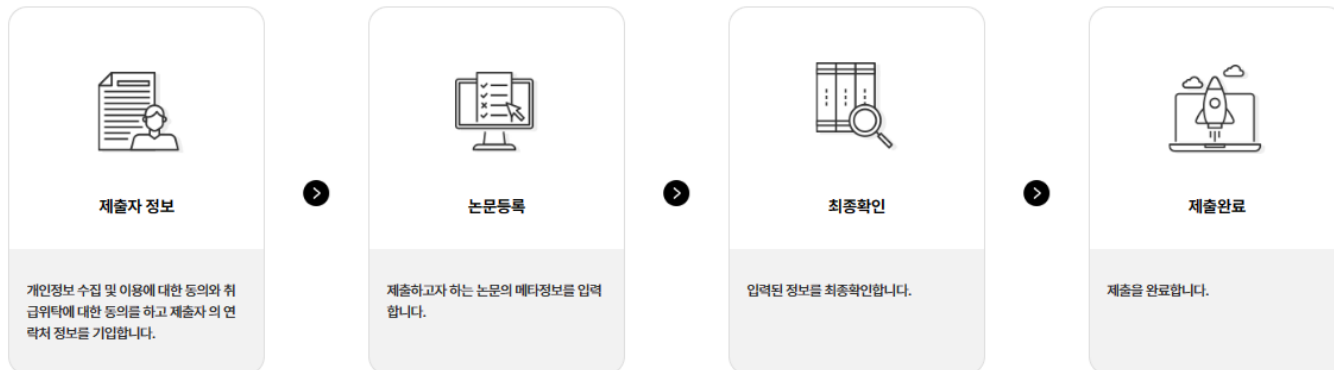 제출자 정보
개인정보 수집 및 이용에 대한 동의와 취
급위탁에 대한 동의를 하고 제출자 의 연
락처 정보를 기입합니다.
논문등록
제출하고자 하는 논문의 메타정보를 입력
합니다.
최종확인
입력된 정보를 최종확인합니다.
제출완료
제출을 완료합니다.